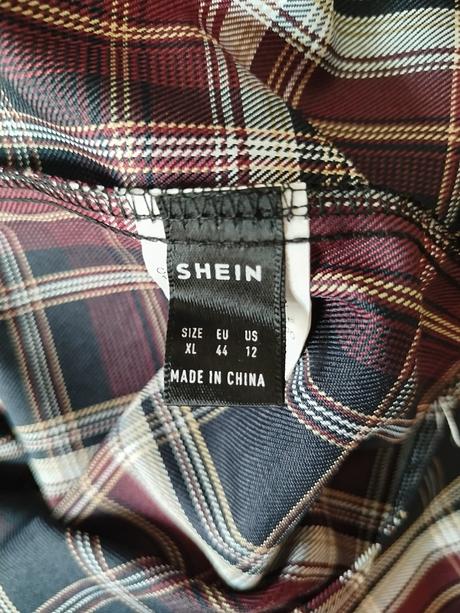 SHEIN
SIZE EU US
XL 44 12
MADE IN CHINA